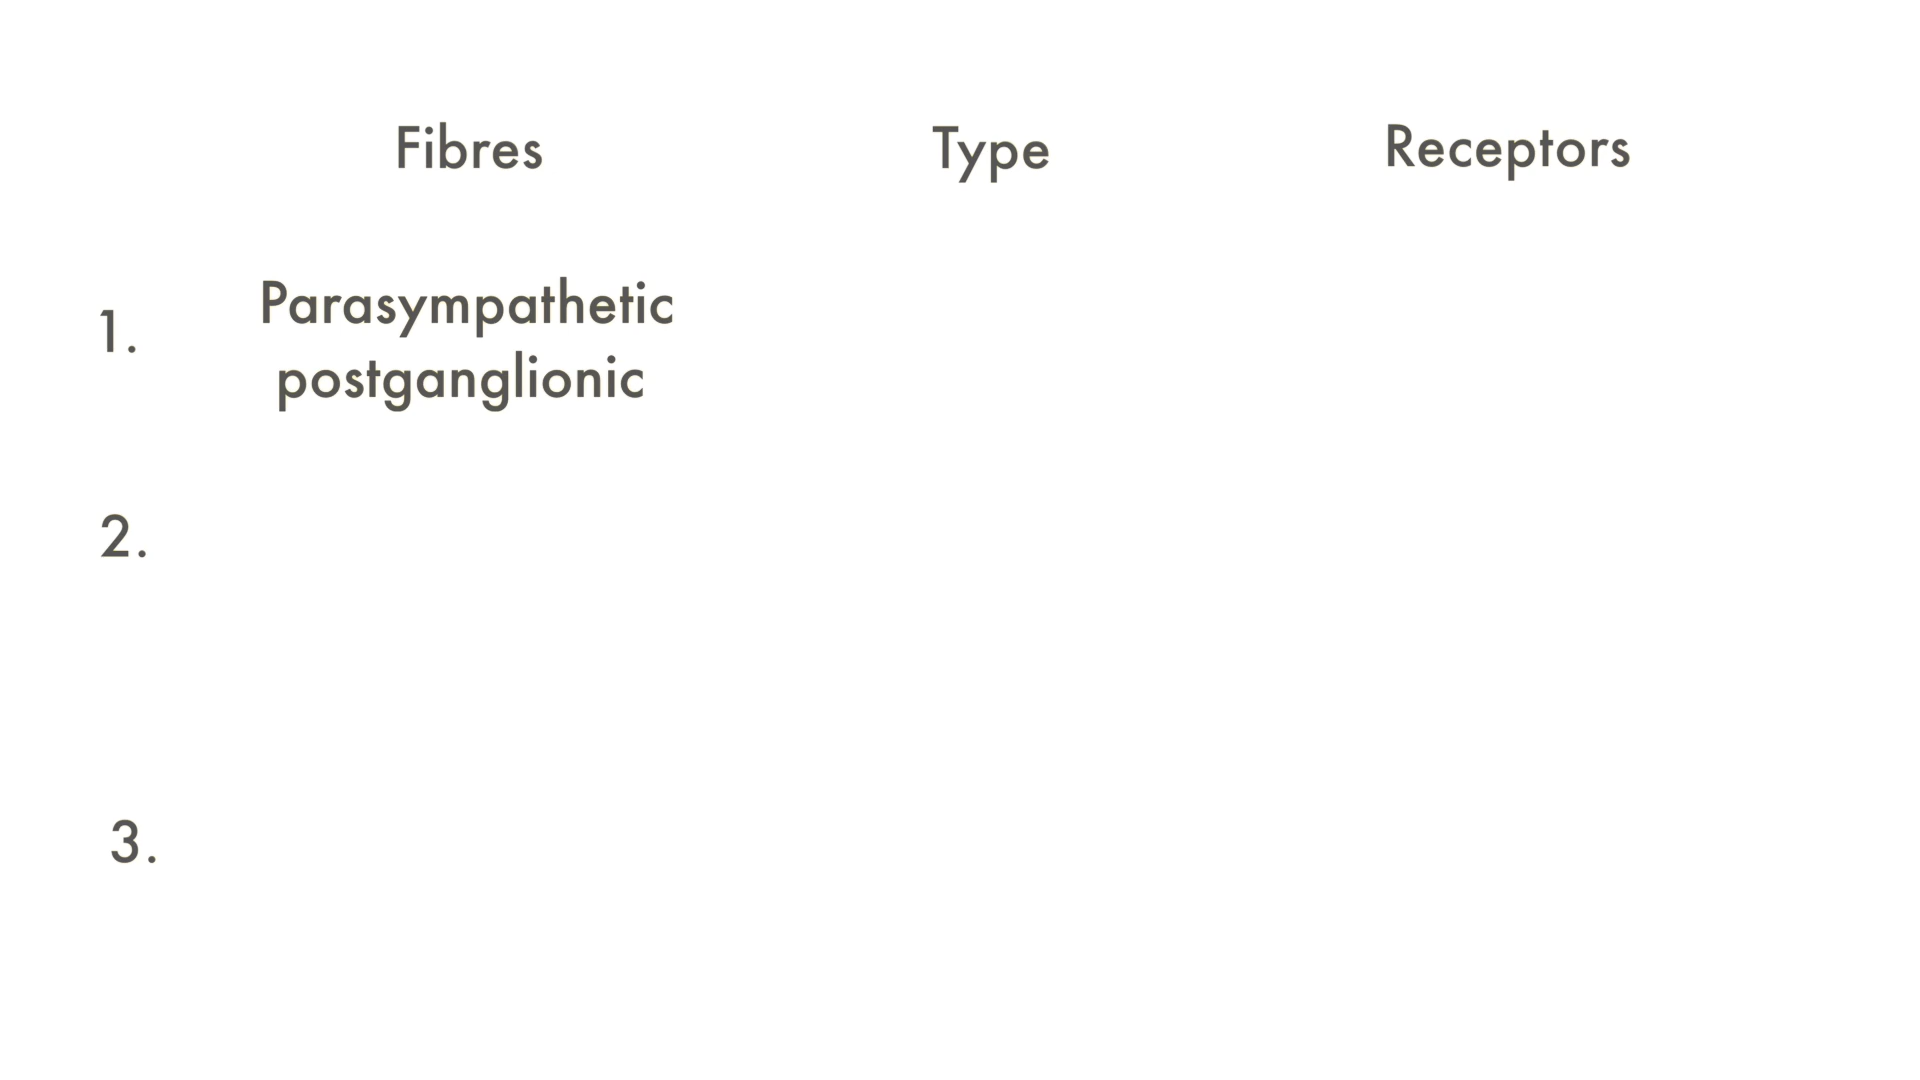 Fibres Type Receptors
1. Parasympathetic
postganglionic
2.
3.